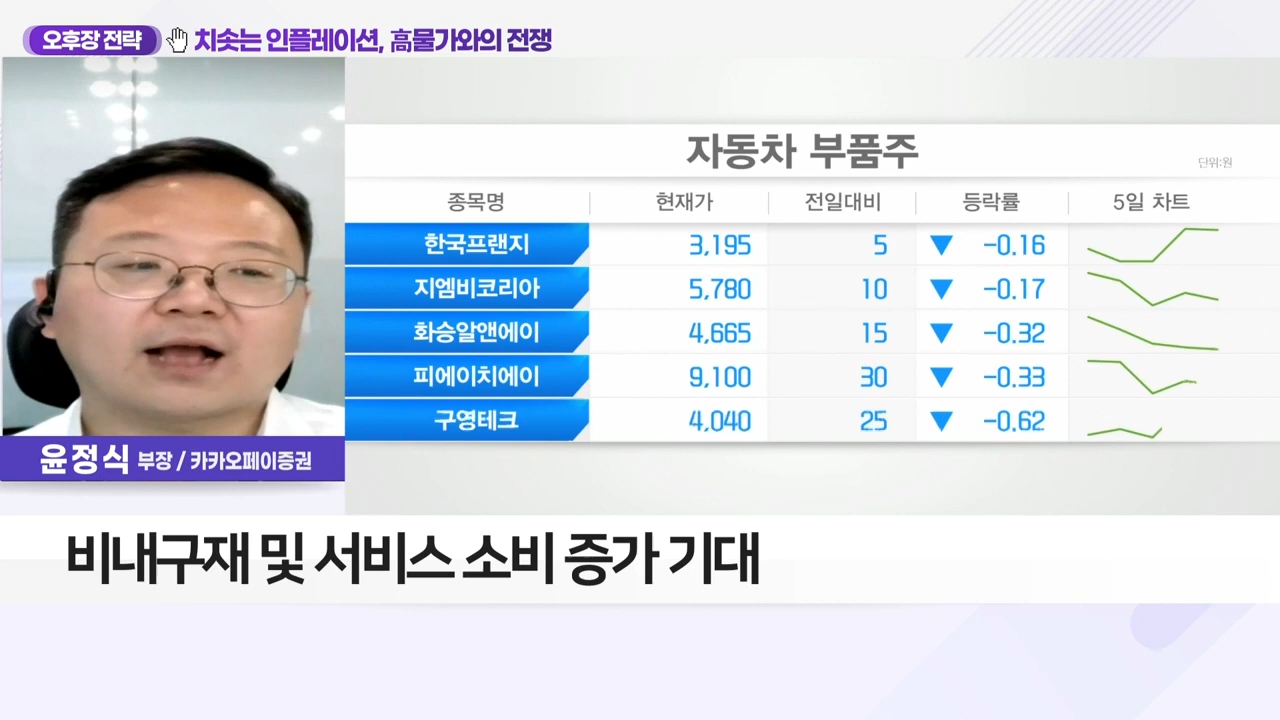 오후장 전략 치솟는 인플레이션, 高물가와의 전쟁
자동차 부품주
단위:원
종목명 현재가 전일대비 등락률 5일 차트
한국프랜지 3,195 5 ▼ -0.16
지엠비코리아 5,780 10 ▼ -0.17
화승알앤에이 4,665 15 ▼ -0.32
피에이치에이 9,100 30 ▼ -0.33
구영테크 4,040 25 ▼ -0.62
윤정식 부장 / 카카오페이증권
비내구재 및 서비스 소비 증가 기대